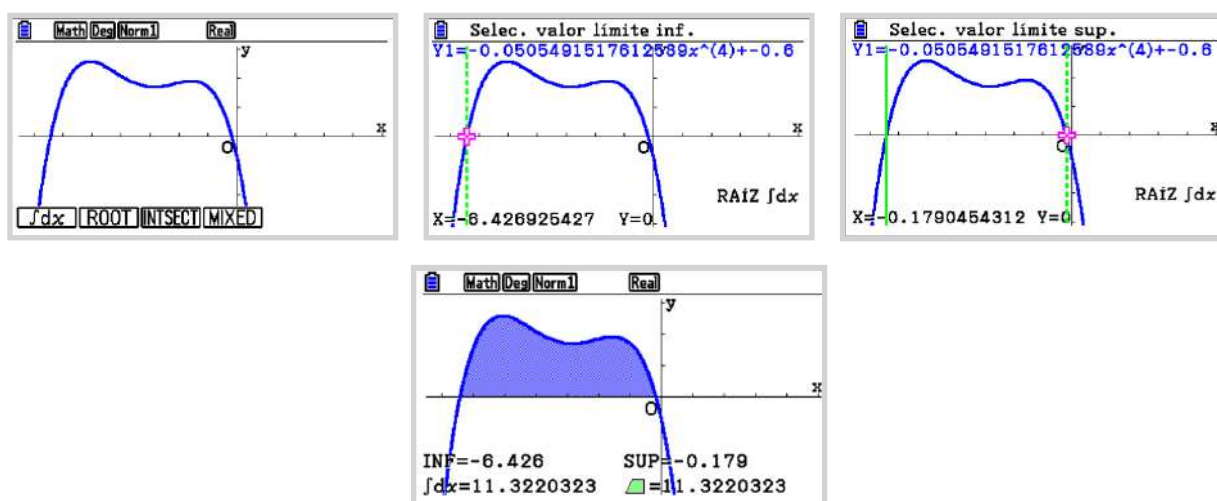 Math Deg Norm1 Real
y
x
O
∫dx ROOT INTSECT MIXED
Selec. valor límite inf.
Y1=-0.0505491517612589x^(4)+-0.6
x
O
RAÍZ ∫dx
X=-6.426925427 Y=0
Selec. valor límite sup.
Y1=-0.0505491517612589x^(4)+-0.6
x
O
RAÍZ ∫dx
X=-0.1790454312 Y=0
Math Deg Norm1 Real
y
x
O
INF=-6.426 SUP=-0.179
∫dx=11.3220323 =11.3220323